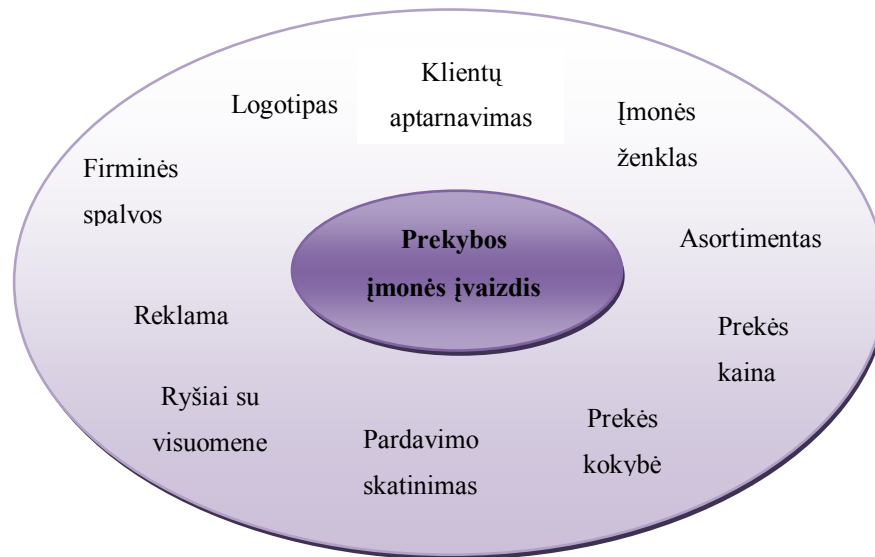 Klientų
aptarnavimas
Logotipas
Įmonės
ženklas
Firminės
spalvos
Prekybos
įmonės įvaizdis
Asortimentas
Reklama
Prekės
kaina
Ryšiai su
visuomene
Pardavimo
skatinimas
Prekės
kokybė